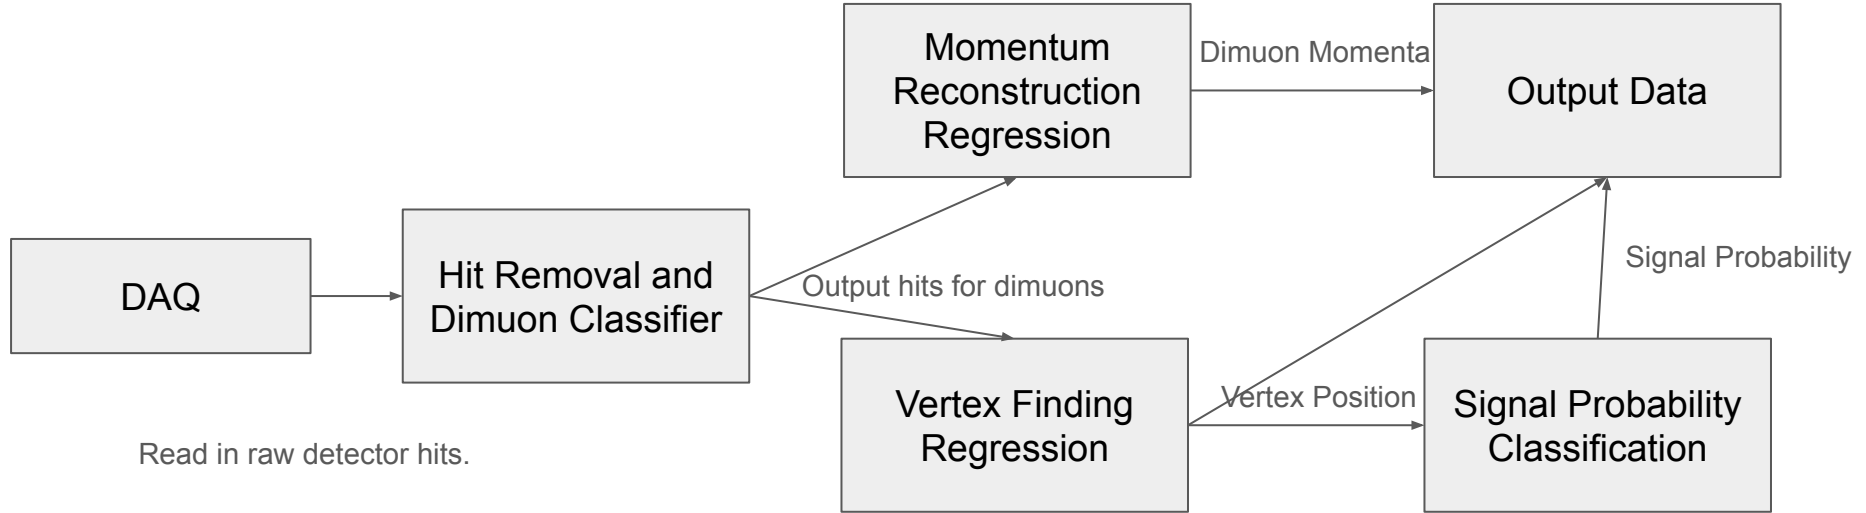 Momentum
Reconstruction
Regression
Dimuon Momenta
Output Data
DAQ
Hit Removal and
Dimuon Classifier
Output hits for dimuons
Signal Probability
Vertex Finding
Regression
Vertex Position
Signal Probability
Classification
Read in raw detector hits.